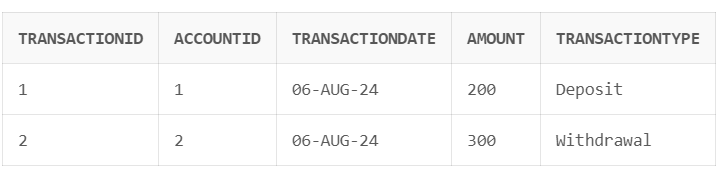 TRANSACTIONID ACCOUNTID TRANSACTIONDATE AMOUNT TRANSACTIONTYPE
1 1 06-AUG-24 200 Deposit
2 2 06-AUG-24 300 Withdrawal